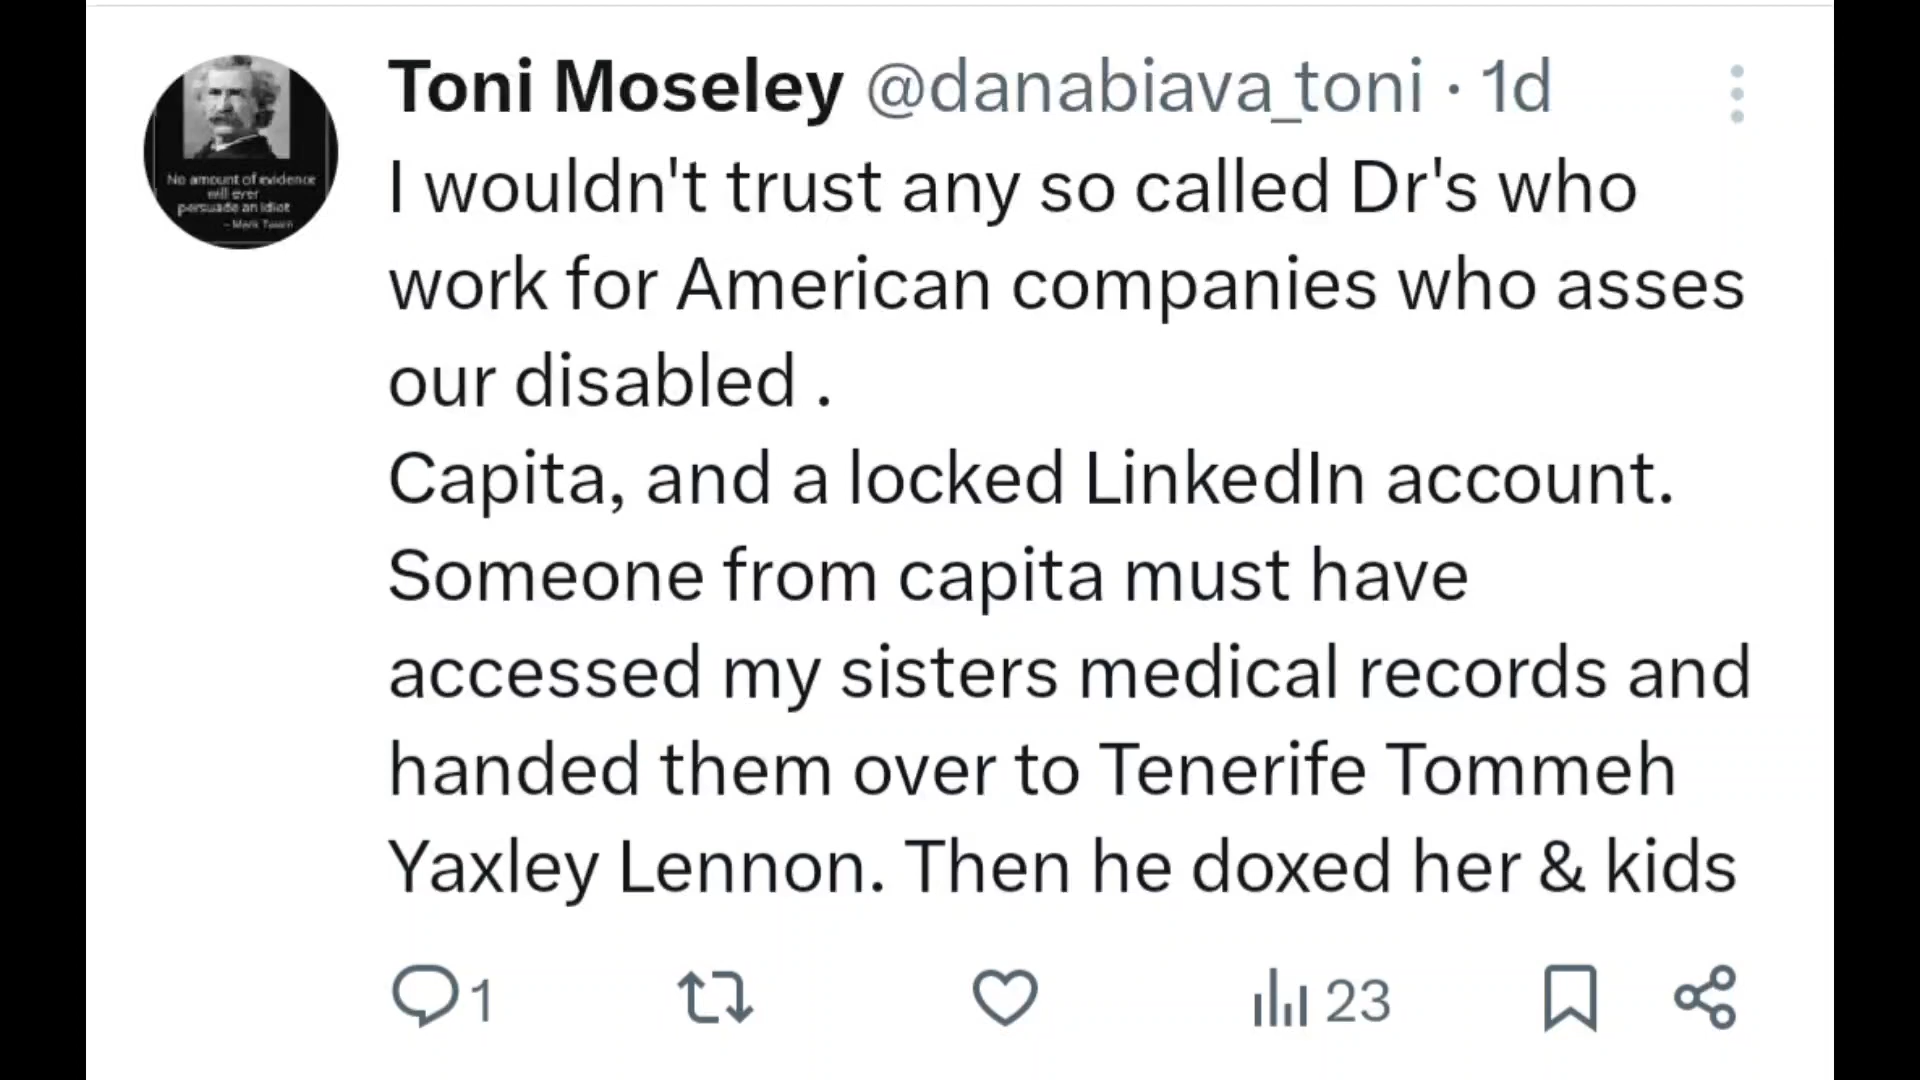 Toni Moseley @danabiava_toni · 1d
No amount of evidence
will ever
persuade an idiot
- Mark Twain
I wouldn't trust any so called Dr's who
work for American companies who asses
our disabled .
Capita, and a locked LinkedIn account.
Someone from capita must have
accessed my sisters medical records and
handed them over to Tenerife Tommeh
Yaxley Lennon. Then he doxed her & kids
1 23